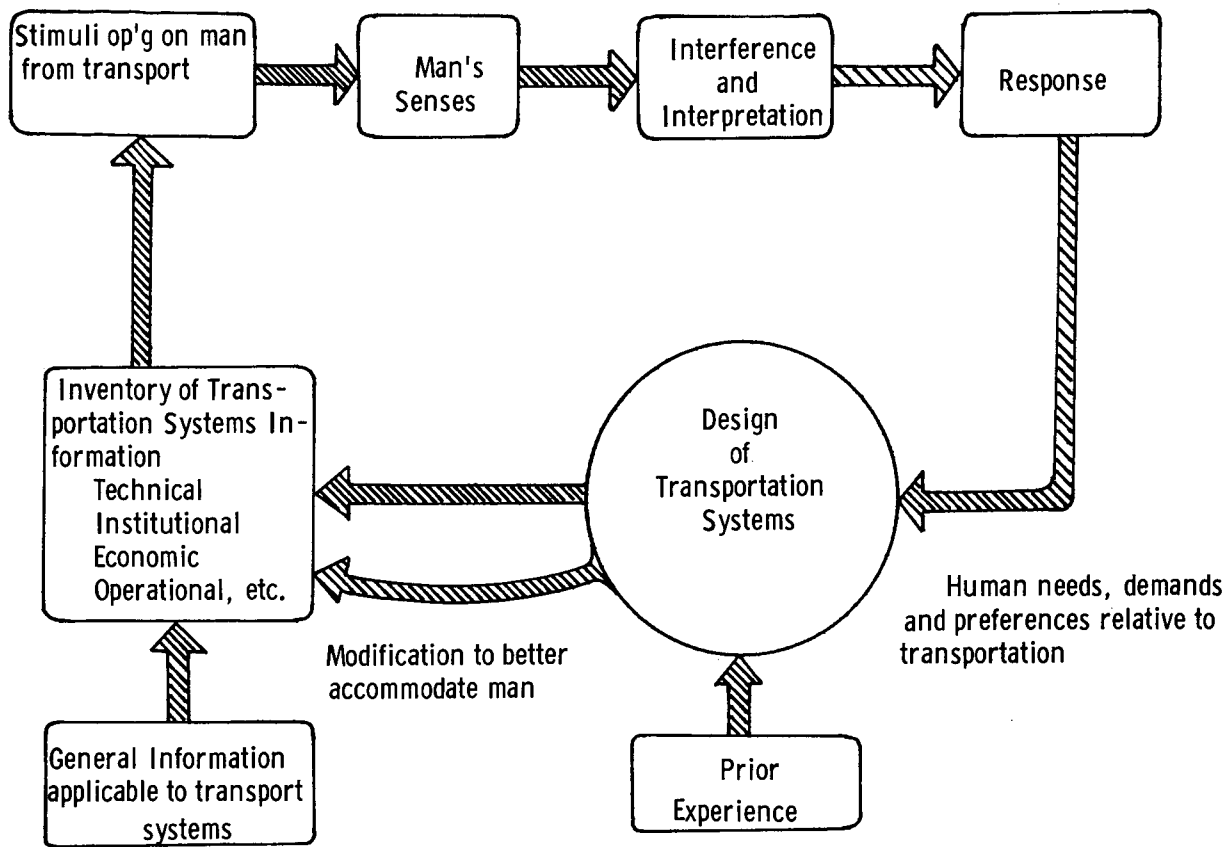 Stimuli op'g on man
from transport
Man's
Senses
Interference
and
Interpretation
Response
Inventory of Trans-
portation Systems In-
formation
Technical
Institutional
Economic
Operational, etc.
Design
of
Transportation
Systems
Human needs, demands
and preferences relative to
transportation
Modification to better
accommodate man
General Information
applicable to transport
systems
Prior
Experience